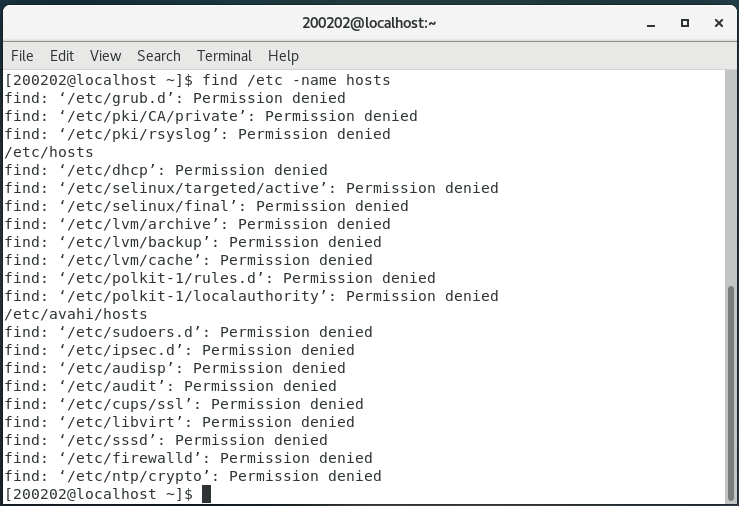 200202@localhost:~
File Edit View Search Terminal Help
[200202@localhost ~]$ find /etc -name hosts
find: ‘/etc/grub.d’: Permission denied
find: ‘/etc/pki/CA/private’: Permission denied
find: ‘/etc/pki/rsyslog’: Permission denied
/etc/hosts
find: ‘/etc/dhcp’: Permission denied
find: ‘/etc/selinux/targeted/active’: Permission denied
find: ‘/etc/selinux/final’: Permission denied
find: ‘/etc/lvm/archive’: Permission denied
find: ‘/etc/lvm/backup’: Permission denied
find: ‘/etc/lvm/cache’: Permission denied
find: ‘/etc/polkit-1/rules.d’: Permission denied
find: ‘/etc/polkit-1/localauthority’: Permission denied
/etc/avahi/hosts
find: ‘/etc/sudoers.d’: Permission denied
find: ‘/etc/ipsec.d’: Permission denied
find: ‘/etc/audisp’: Permission denied
find: ‘/etc/audit’: Permission denied
find: ‘/etc/cups/ssl’: Permission denied
find: ‘/etc/libvirt’: Permission denied
find: ‘/etc/sssd’: Permission denied
find: ‘/etc/firewalld’: Permission denied
find: ‘/etc/ntp/crypto’: Permission denied
[200202@localhost ~]$